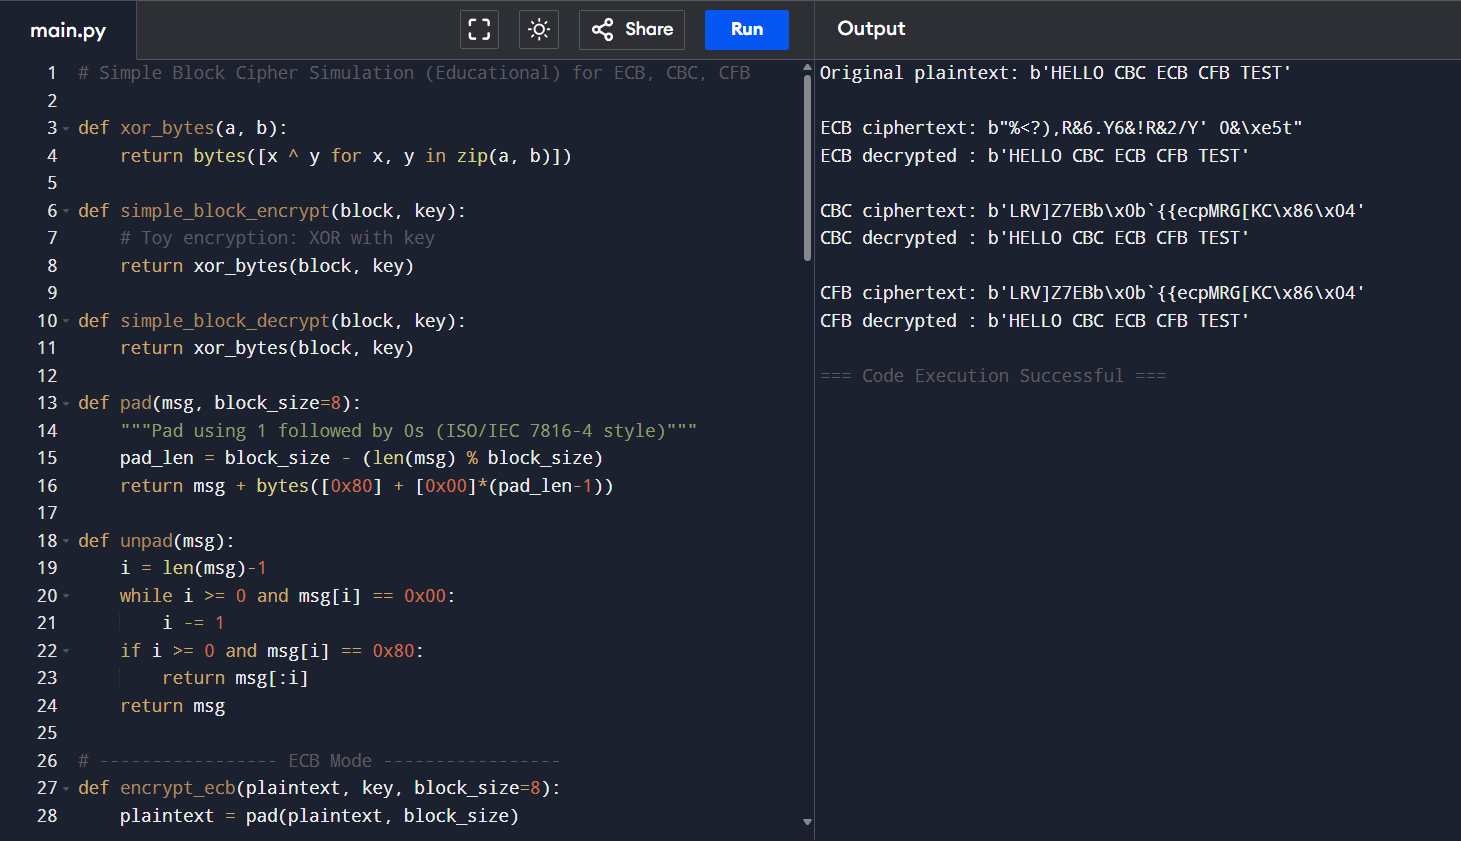 main.py
Share
Run
Output
1 # Simple Block Cipher Simulation (Educational) for ECB, CBC, CFB
2
3 def xor_bytes(a, b):
4     return bytes([x ^ y for x, y in zip(a, b)])
5
6 def simple_block_encrypt(block, key):
7     # Toy encryption: XOR with key
8     return xor_bytes(block, key)
9
10 def simple_block_decrypt(block, key):
11     return xor_bytes(block, key)
12
13 def pad(msg, block_size=8):
14     """Pad using 1 followed by 0s (ISO/IEC 7816-4 style)"""
15     pad_len = block_size - (len(msg) % block_size)
16     return msg + bytes([0x80] + [0x00]*(pad_len-1))
17
18 def unpad(msg):
19     i = len(msg)-1
20     while i >= 0 and msg[i] == 0x00:
21         i -= 1
22     if i >= 0 and msg[i] == 0x80:
23         return msg[:i]
24     return msg
25
26 # ----------------- ECB Mode -----------------
27 def encrypt_ecb(plaintext, key, block_size=8):
28     plaintext = pad(plaintext, block_size)
Original plaintext: b'HELLO CBC ECB CFB TEST'
ECB ciphertext: b"%<?),R&6.Y6&!R&2/Y' O&\xe5t"
ECB decrypted : b'HELLO CBC ECB CFB TEST'
CBC ciphertext: b'LRV]Z7EBb\x0b`{{ecpMRG[KC\x86\x04'
CBC decrypted : b'HELLO CBC ECB CFB TEST'
CFB ciphertext: b'LRV]Z7EBb\x0b`{{ecpMRG[KC\x86\x04'
CFB decrypted : b'HELLO CBC ECB CFB TEST'
=== Code Execution Successful ===